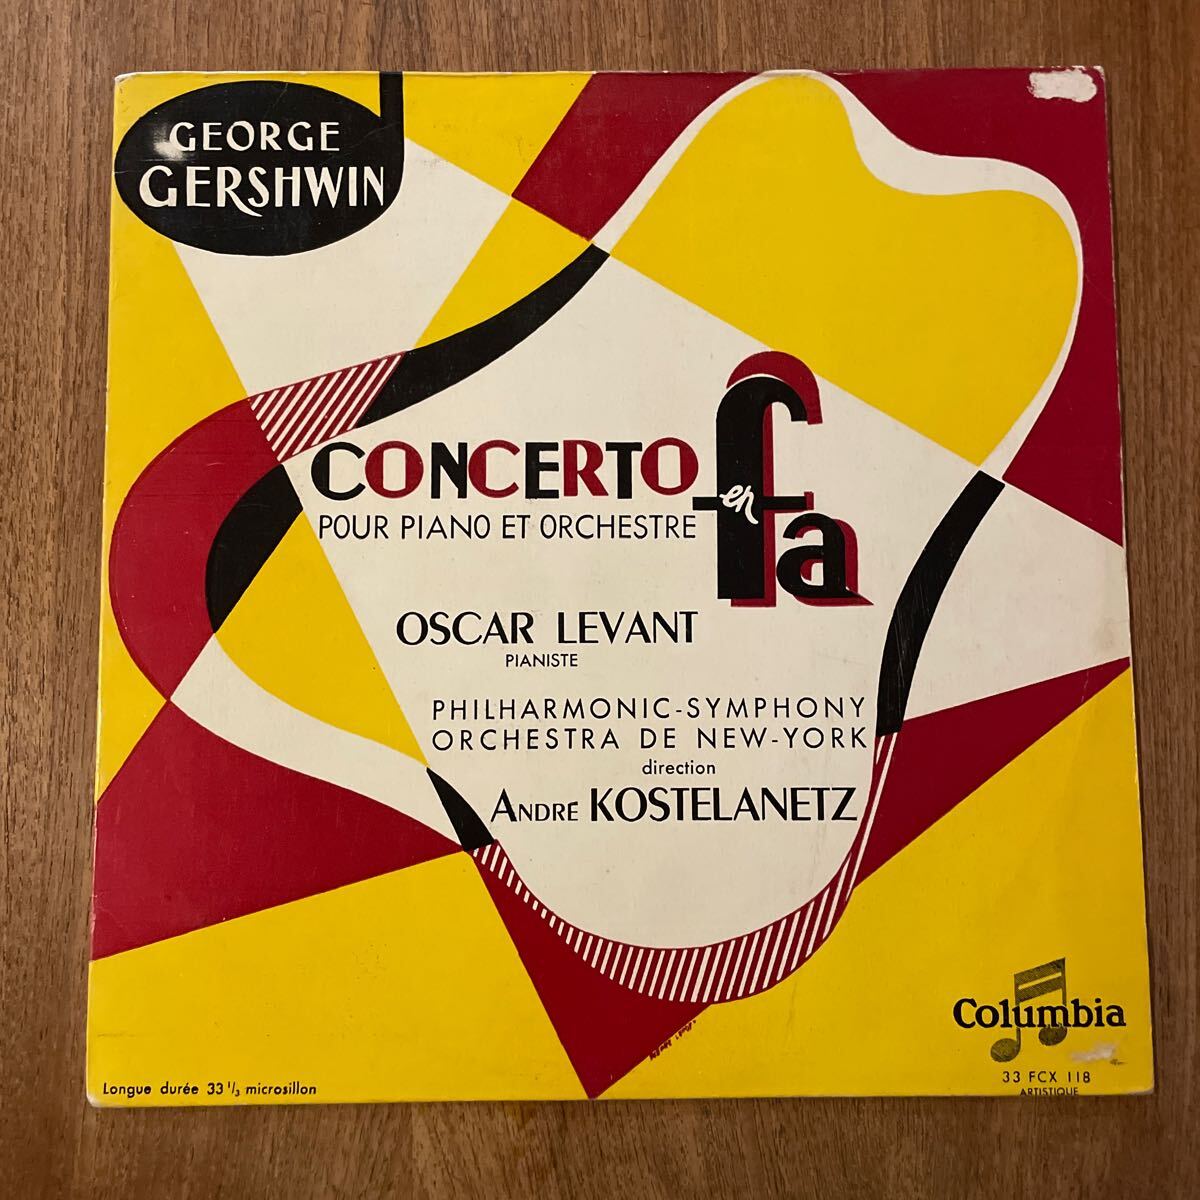 GEORGE
GERSHWIN
CONCERTO en fa
POUR PIANO ET ORCHESTRE
OSCAR LEVANT
PIANISTE
PHILHARMONIC-SYMPHONY
ORCHESTRA DE NEW-YORK
direction
ANDRÉ KOSTELANETZ
Columbia
33 FCX 118
ARTISTIQUE
Longue durée 33 1/3 microsillon